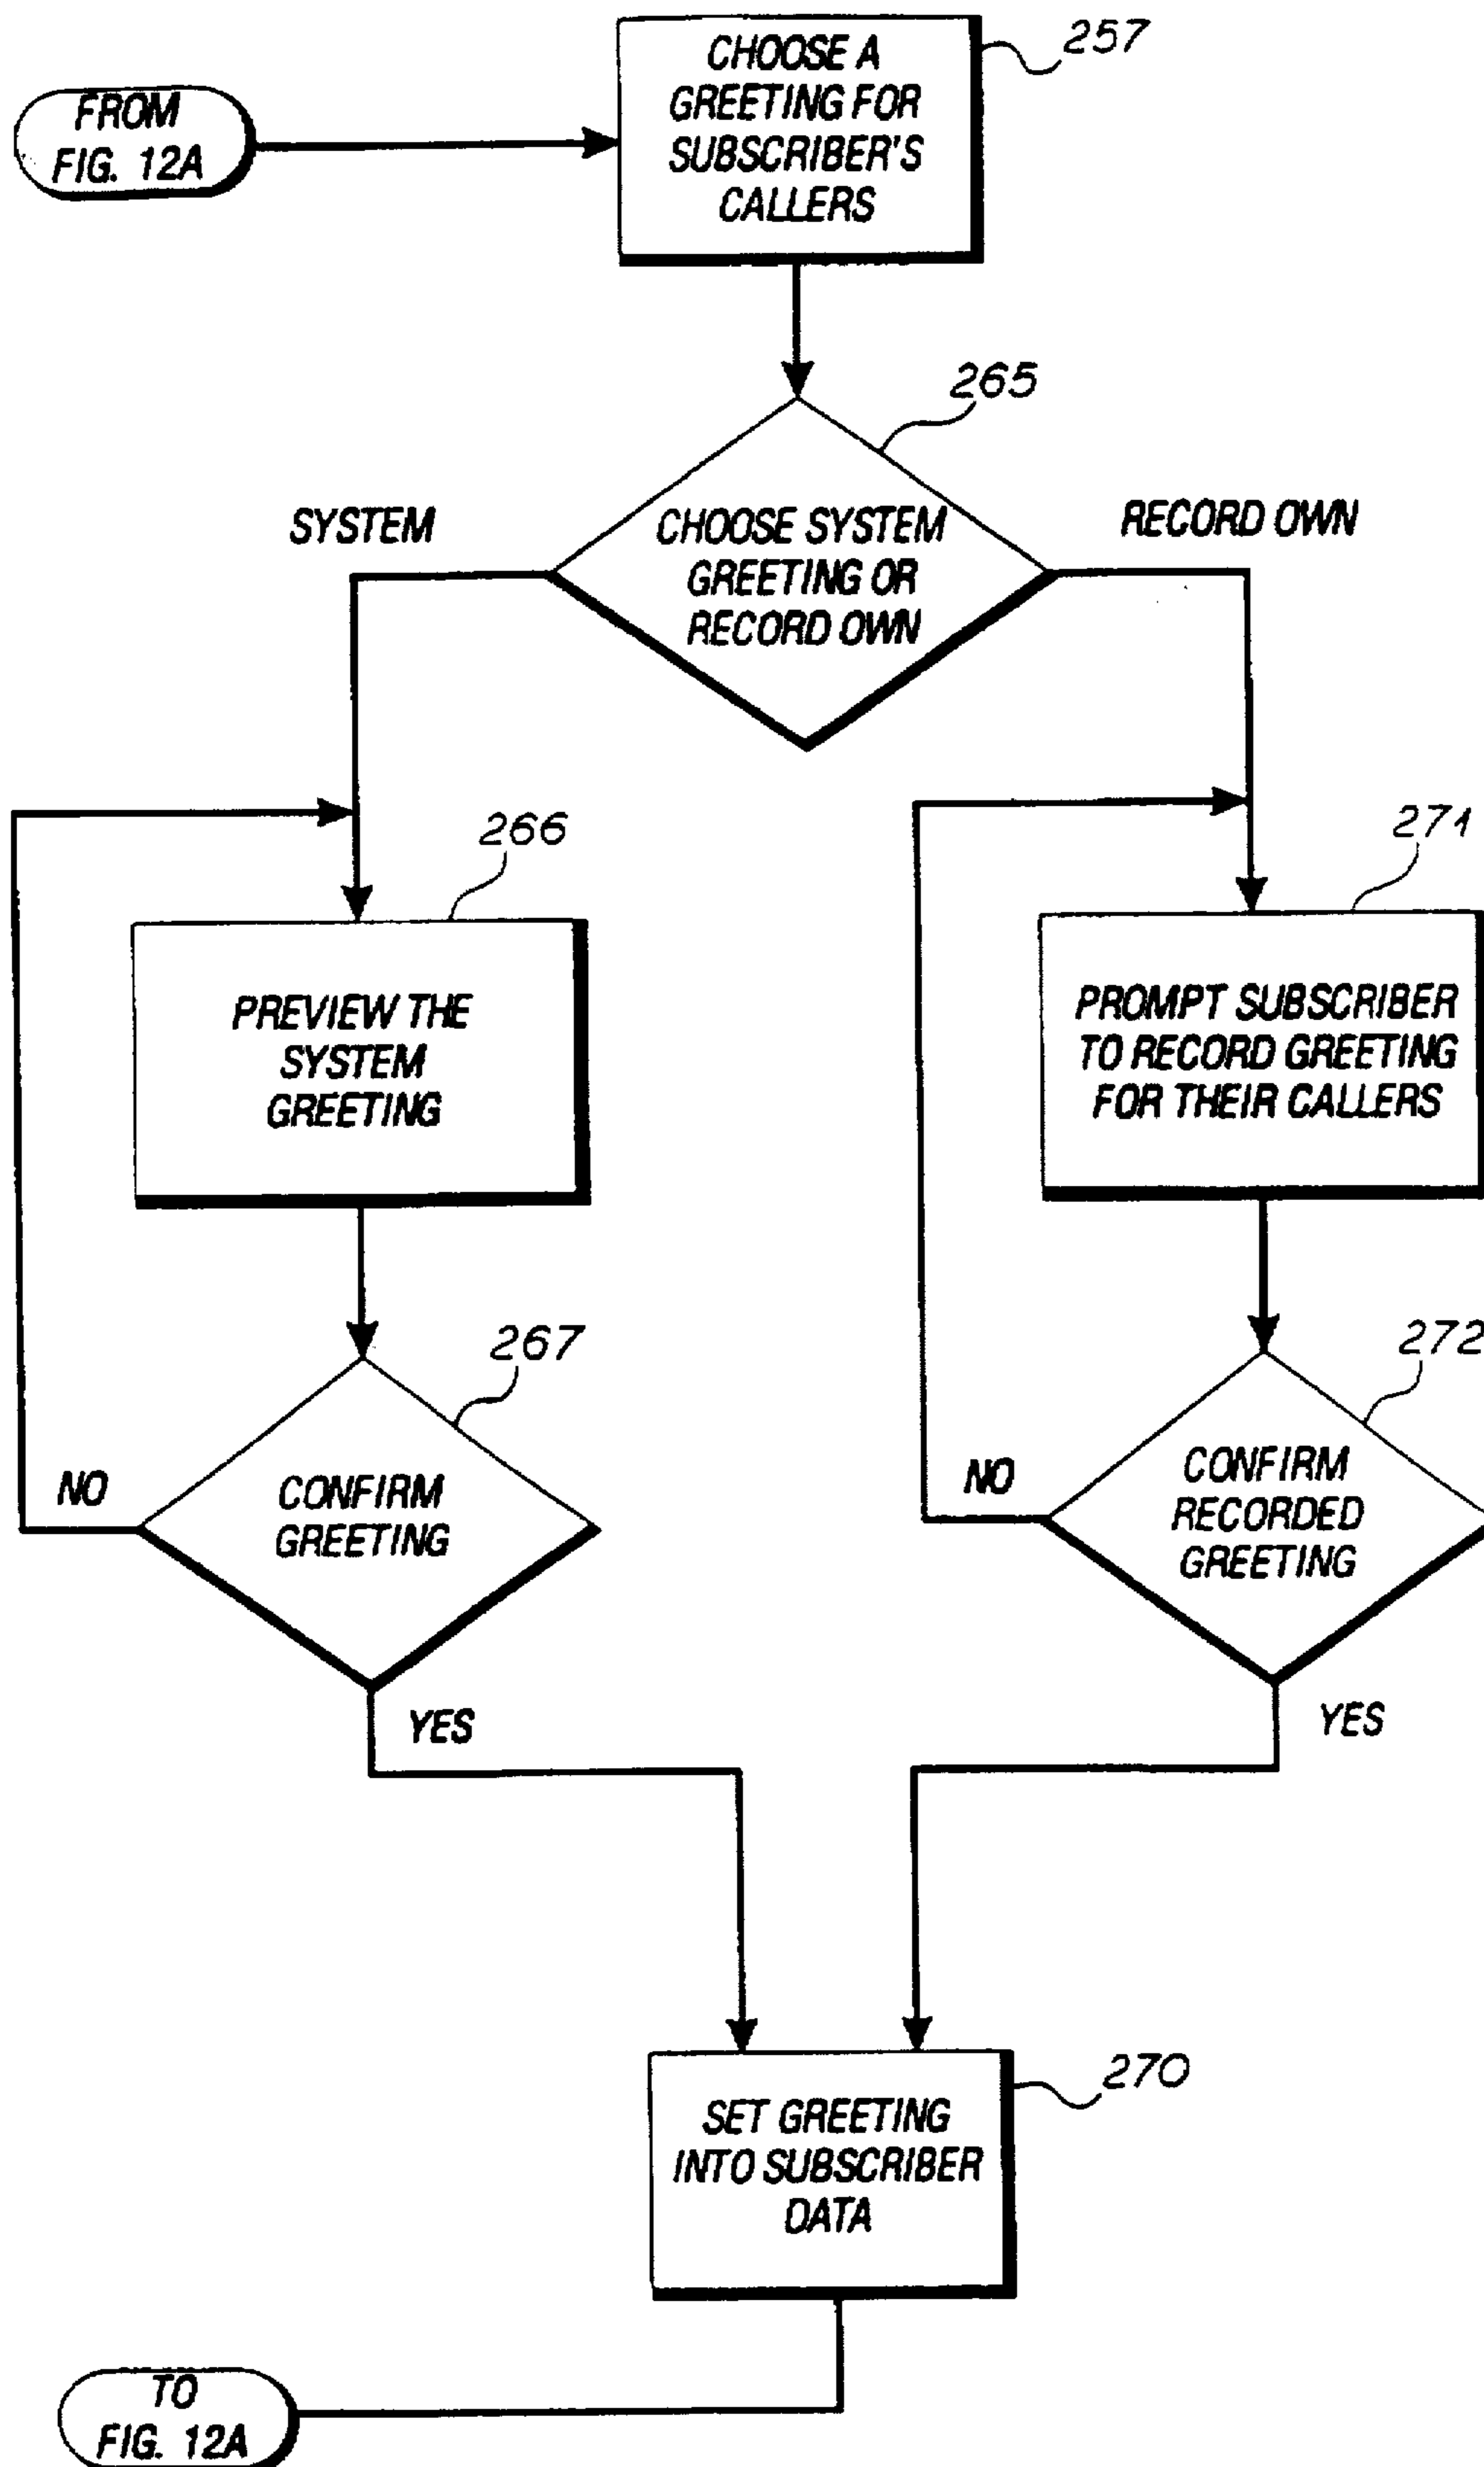 CHOOSE A
GREETING FOR
SUBSCRIBER'S
CALLERS
257
FROM
FIG. 12A
265
SYSTEM
CHOOSE SYSTEM
GREETING OR
RECORD OWN
RECORD OWN
266
271
PREVIEW THE
SYSTEM
GREETING
PROMPT SUBSCRIBER
TO RECORD GREETING
FOR THEIR CALLERS
267
272
NO
CONFIRM
GREETING
NO
CONFIRM
RECORDED
GREETING
YES
YES
270
SET GREETING
INTO SUBSCRIBER
DATA
TO
FIG. 12A